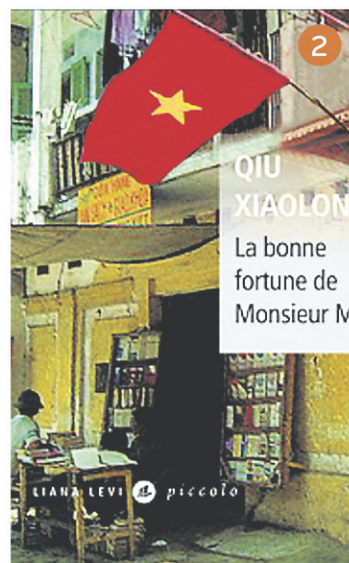 2
QIU
XIAOLON
La bonne
fortune de
Monsieur M
LIANA LEVI piccolo